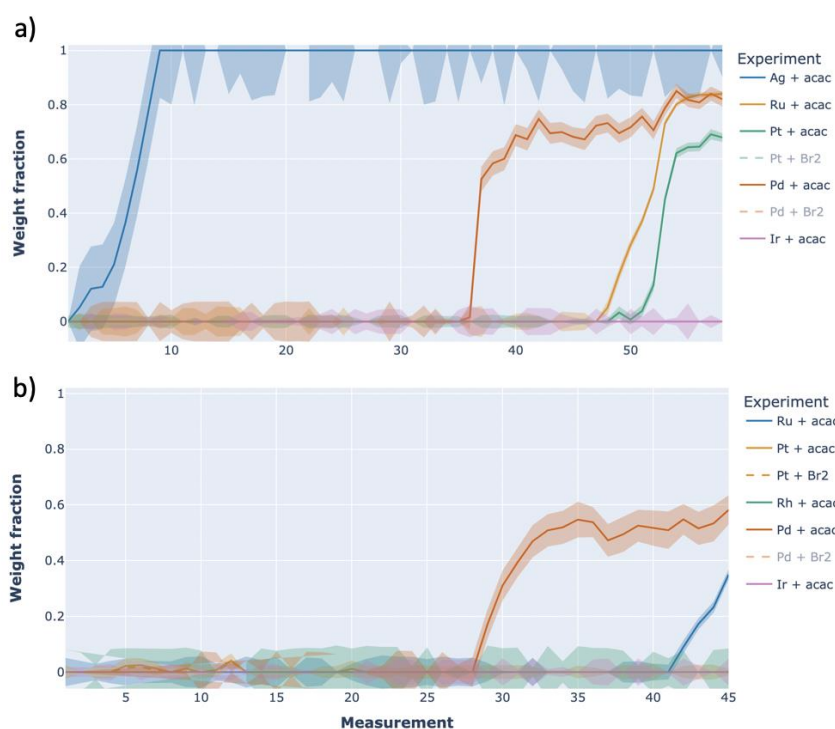 a)
1
0.8
0.6
0.4
0.2
0
Weight fraction
10
20
30
40
50
Experiment
Ag + acac
Ru + acac
Pt + acac
Pt + Br2
Pd + acac
Pd + Br2
Ir + acac
b)
1
0.8
0.6
0.4
0.2
0
Weight fraction
5
10
15
20
25
30
35
40
45
Measurement
Experiment
Ru + acac
Pt + acac
Pt + Br2
Rh + acac
Pd + acac
Pd + Br2
Ir + acac